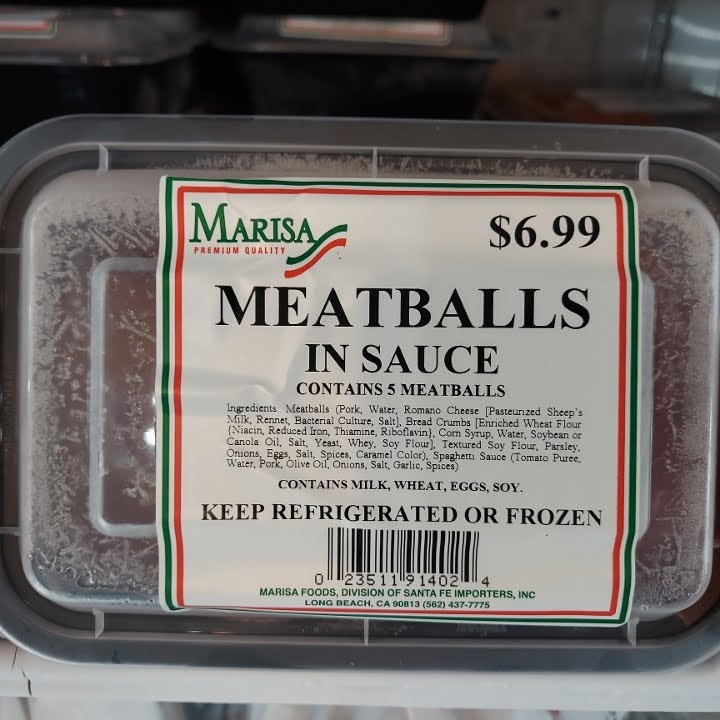 MARISA
PREMIUM QUALITY
$6.99
MEATBALLS
IN SAUCE
CONTAINS 5 MEATBALLS
Ingredients: Meatballs (Pork, Water, Romano Cheese [Pasteurized Sheep's
Milk, Rennet, Bacterial Culture, Salt], Bread Crumbs [Enriched Wheat Flour
{Niacin, Reduced Iron, Thiamine, Riboflavin}, Corn Syrup, Water, Soybean or
Canola Oil, Salt, Yeast, Whey, Soy Flour], Textured Soy Flour, Parsley,
Onions, Eggs, Salt, Spices, Caramel Color), Spaghetti Sauce (Tomato Puree,
Water, Pork, Olive Oil, Onions, Salt, Garlic, Spices)
CONTAINS MILK, WHEAT, EGGS, SOY.
KEEP REFRIGERATED OR FROZEN
0 23511 91402 4
MARISA FOODS, DIVISION OF SANTA FE IMPORTERS, INC
LONG BEACH, CA 90813 (562) 437-7775